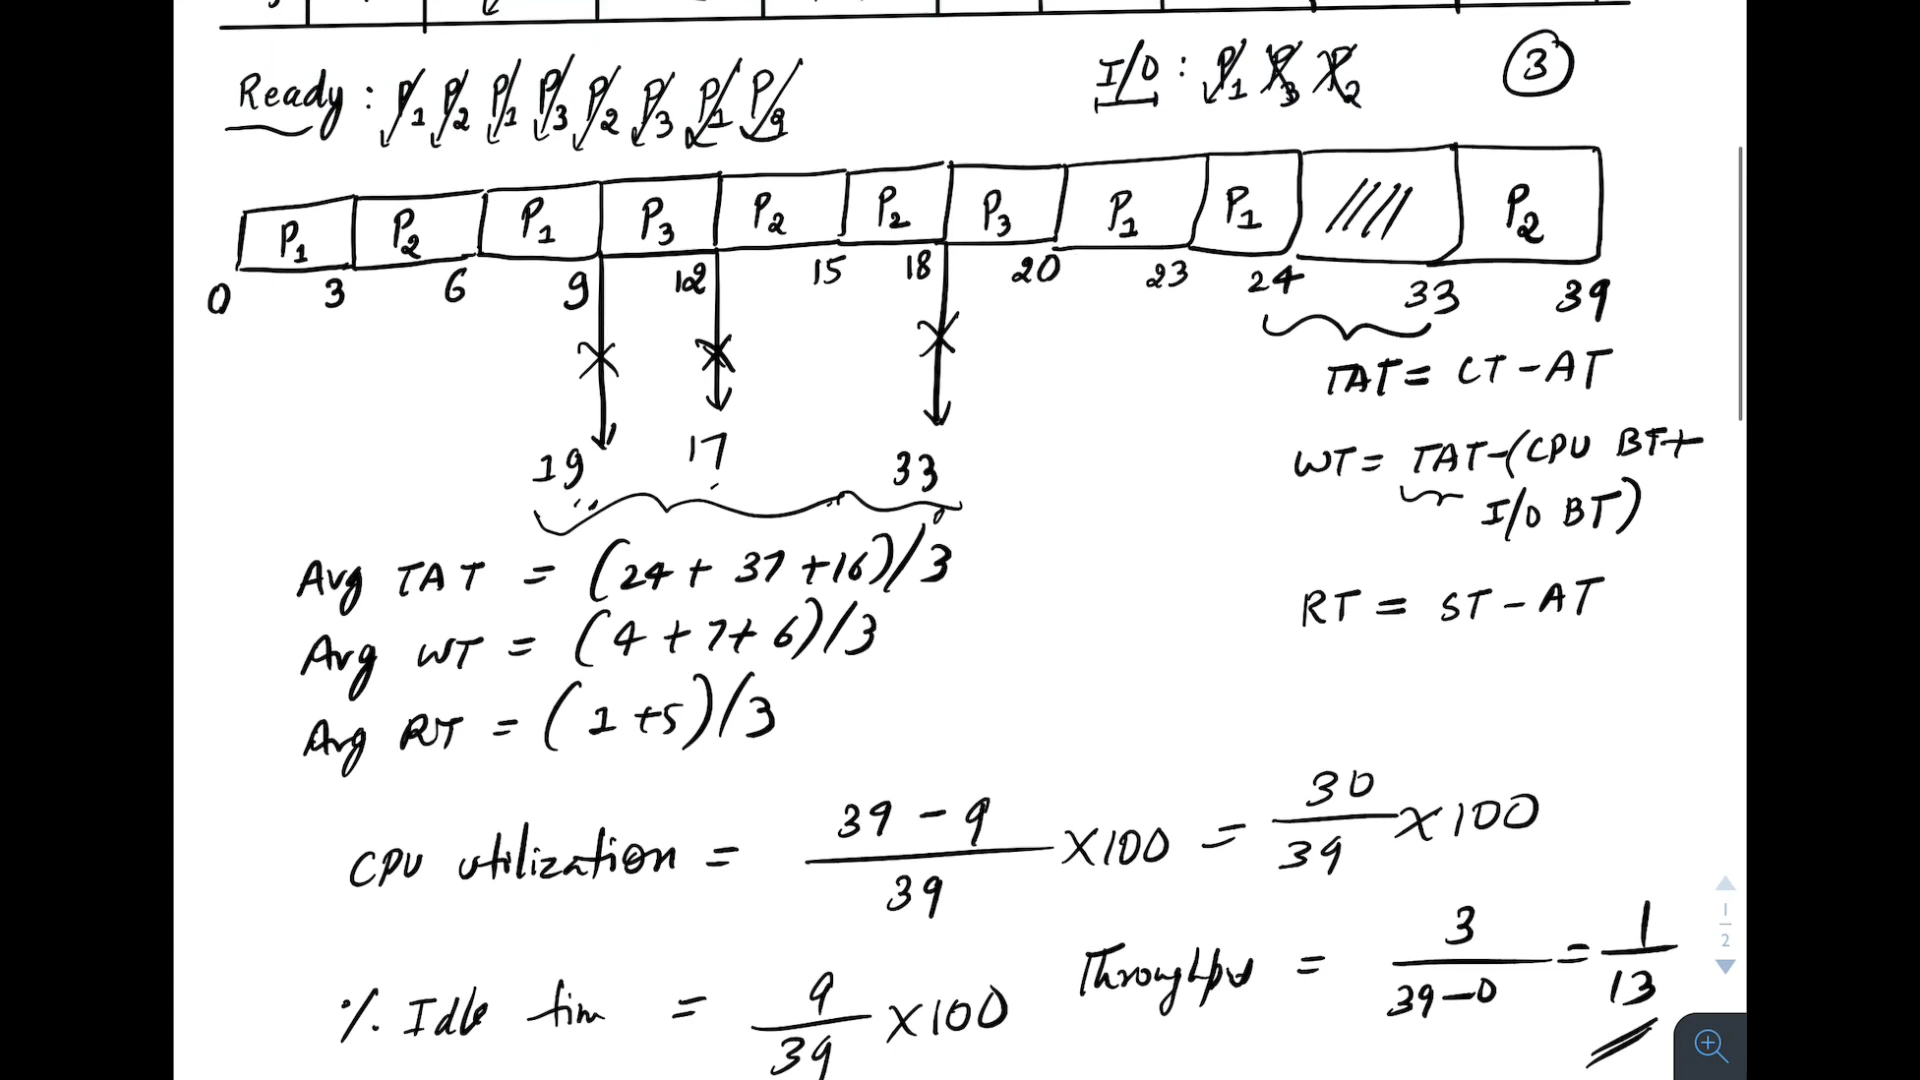 Ready : P1 P2 P1 P3 P2 P3 P1 P2
I/O : P1 P3 P2
3
P1 P2 P1 P3 P2 P2 P3 P1 P1 //// P2
0 3 6 9 12 15 18 20 23 24 33 39
19 17 33
TAT = CT - AT
WT = TAT-(CPU BT+
I/O BT)
RT = ST - AT
Avg TAT = (24 + 37 +16)/3
Avg WT = (4 + 7+ 6)/3
Avg RT = ( 1 +5)/3
CPU utilization = 39 - 9 / 39 X100 = 30 / 39 X100
% Idle tim = 9 / 39 X100
Throughput = 3 / 39-0 = 1 / 13
1
2